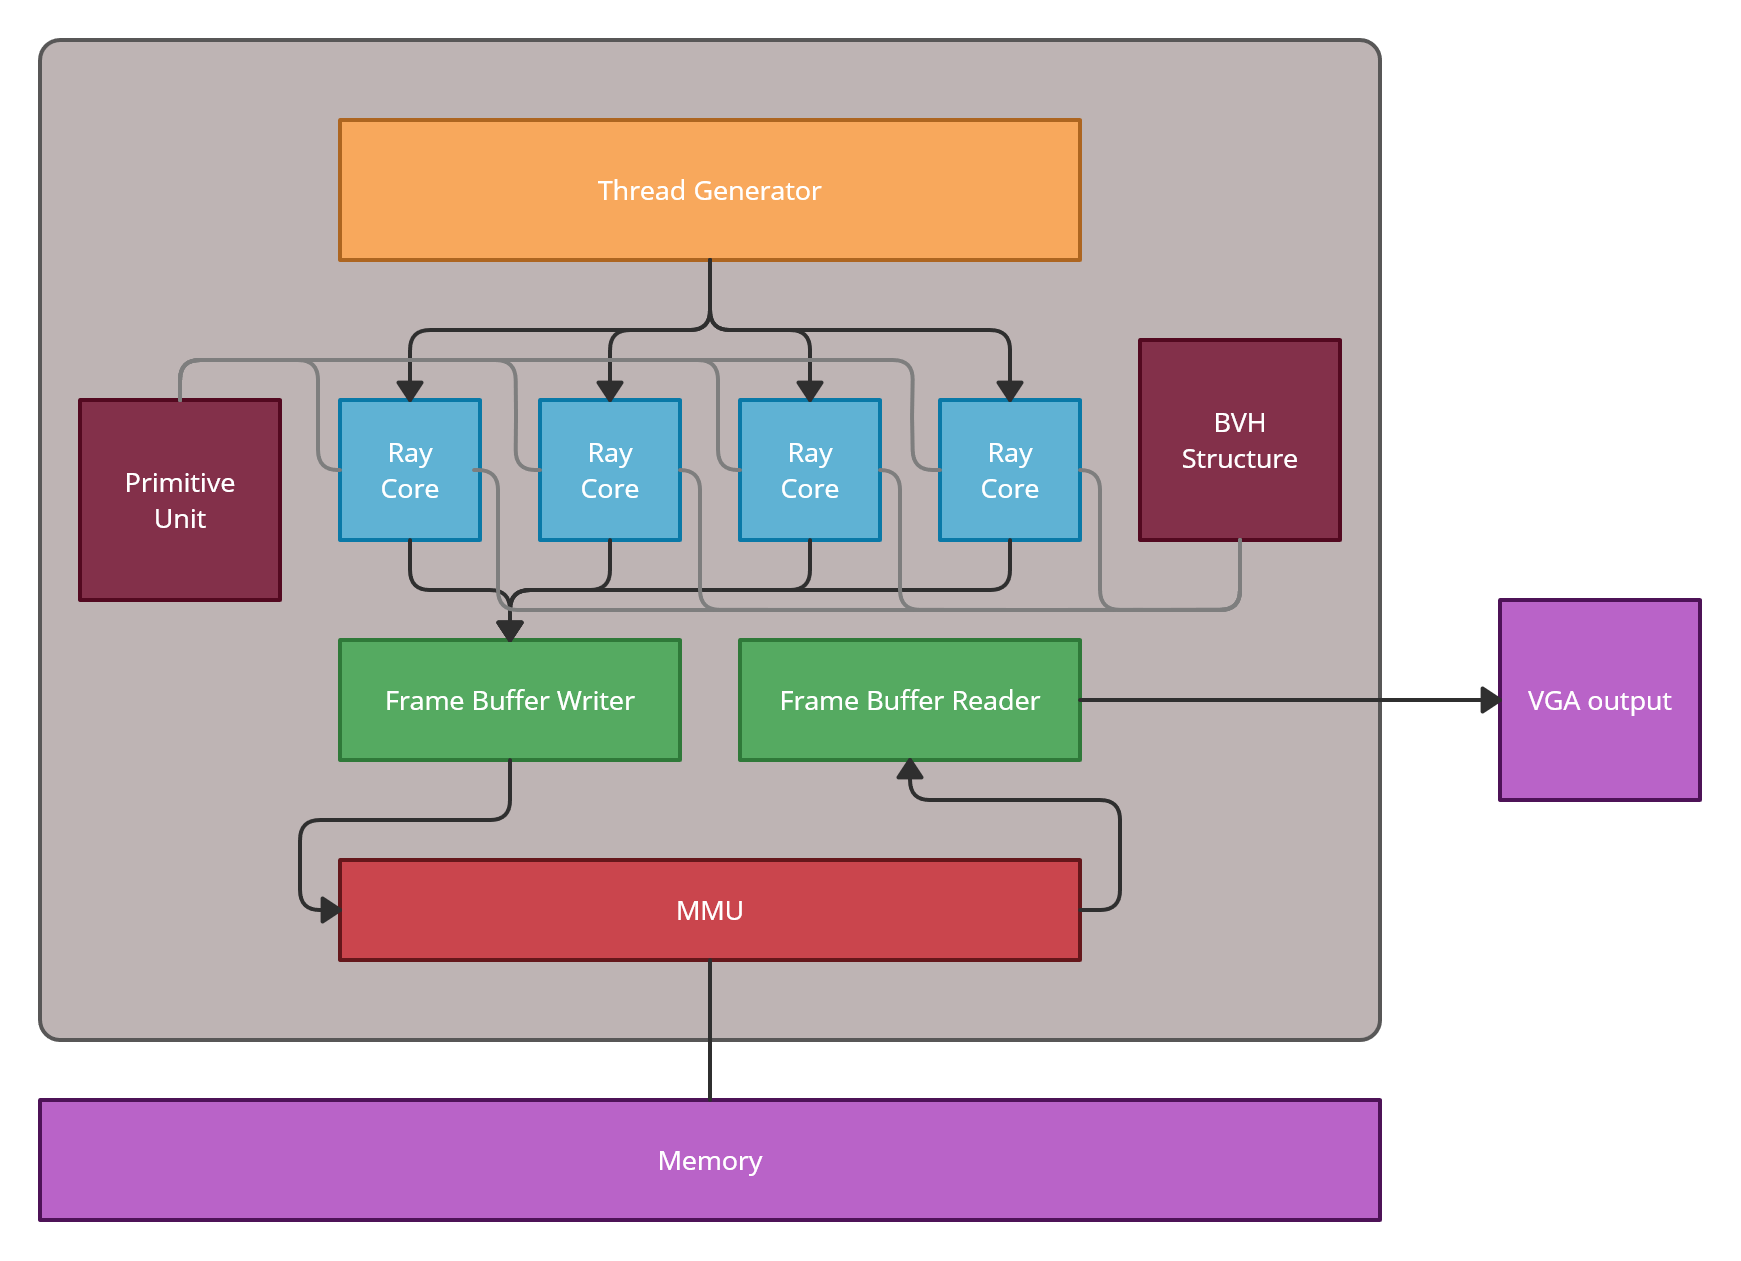 Thread Generator
Primitive
Unit
Ray
Core
Ray
Core
Ray
Core
Ray
Core
BVH
Structure
Frame Buffer Writer
Frame Buffer Reader
VGA output
MMU
Memory